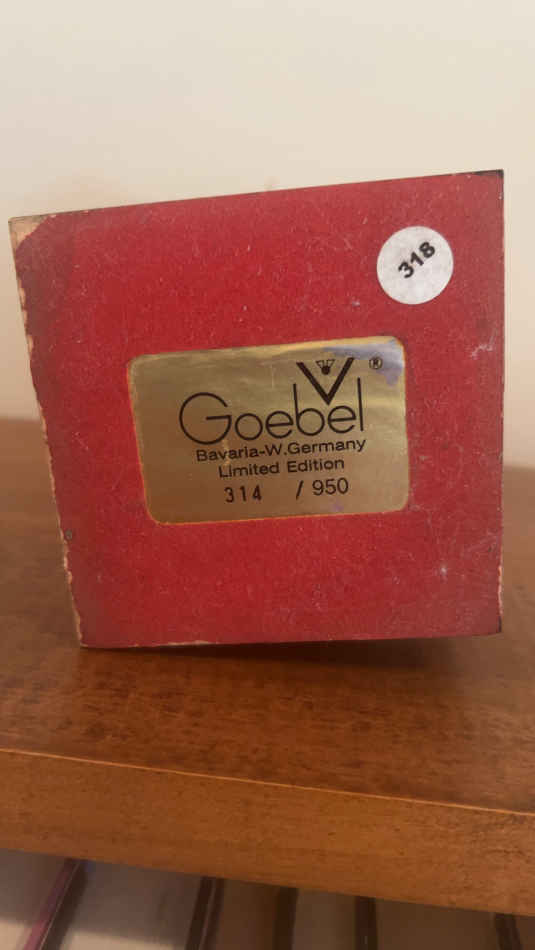 318
Goebel ®
Bavaria-W.Germany
Limited Edition
314 / 950